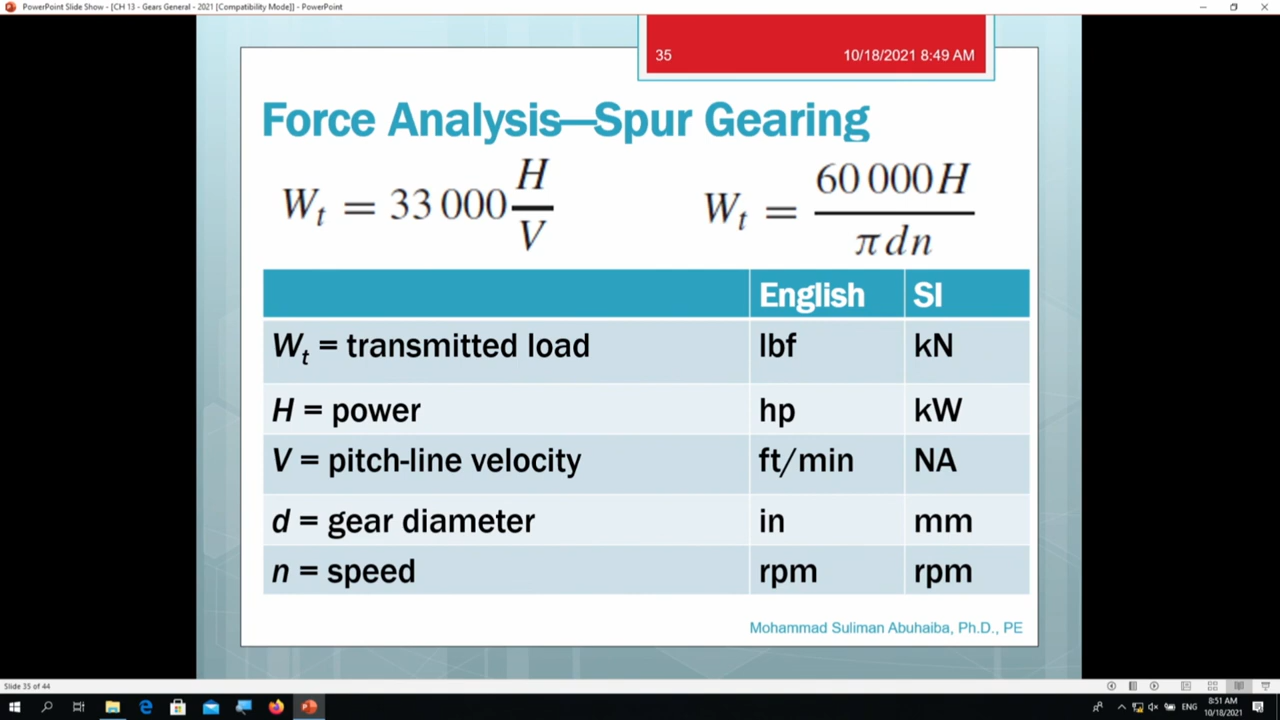 PowerPoint Slide Show - [CH 13 - Gears General - 2021 [Compatibility Mode]] - PowerPoint
35 10/18/2021 8:49 AM
Force Analysis—Spur Gearing
W_t = 33 000 H/V
W_t = 60 000 H / π d n
English SI
W_t = transmitted load lbf kN
H = power hp kW
V = pitch-line velocity ft/min NA
d = gear diameter in mm
n = speed rpm rpm
Mohammad Suliman Abuhaiba, Ph.D., PE
Slide 35 of 44
ENG
8:51 AM
10/18/2021